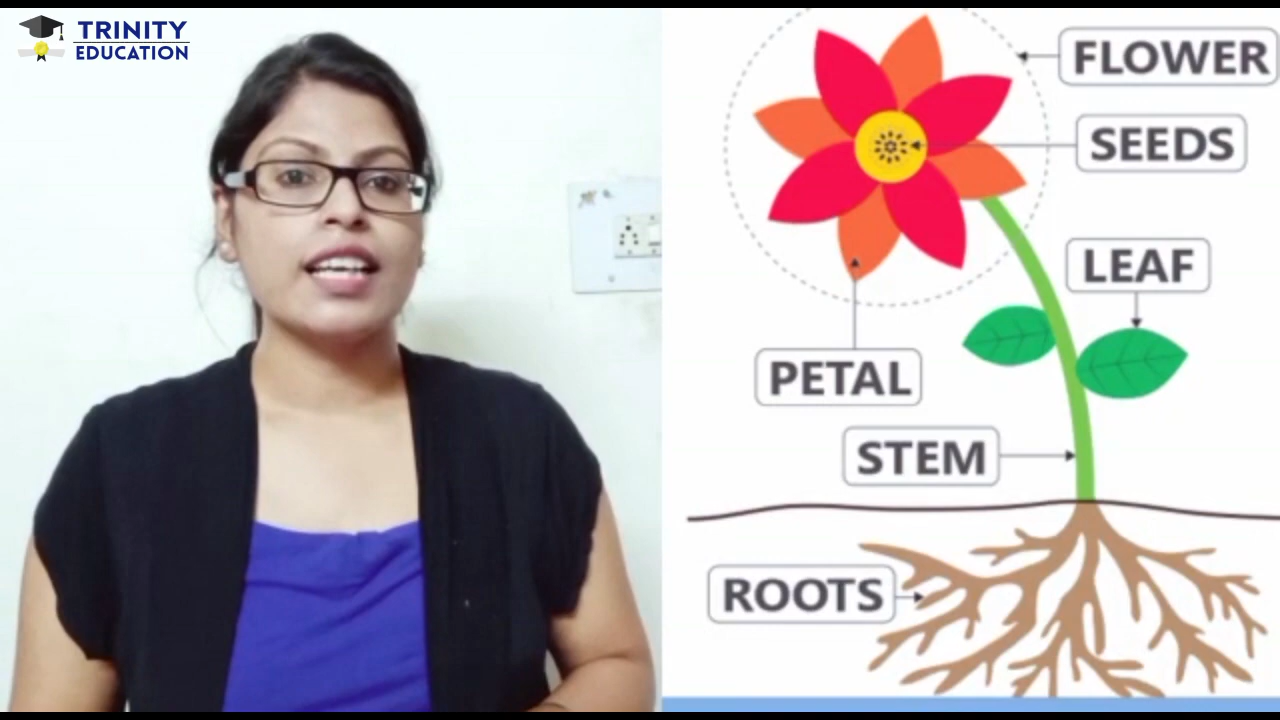 TRINITY
EDUCATION
FLOWER
SEEDS
LEAF
PETAL
STEM
ROOTS